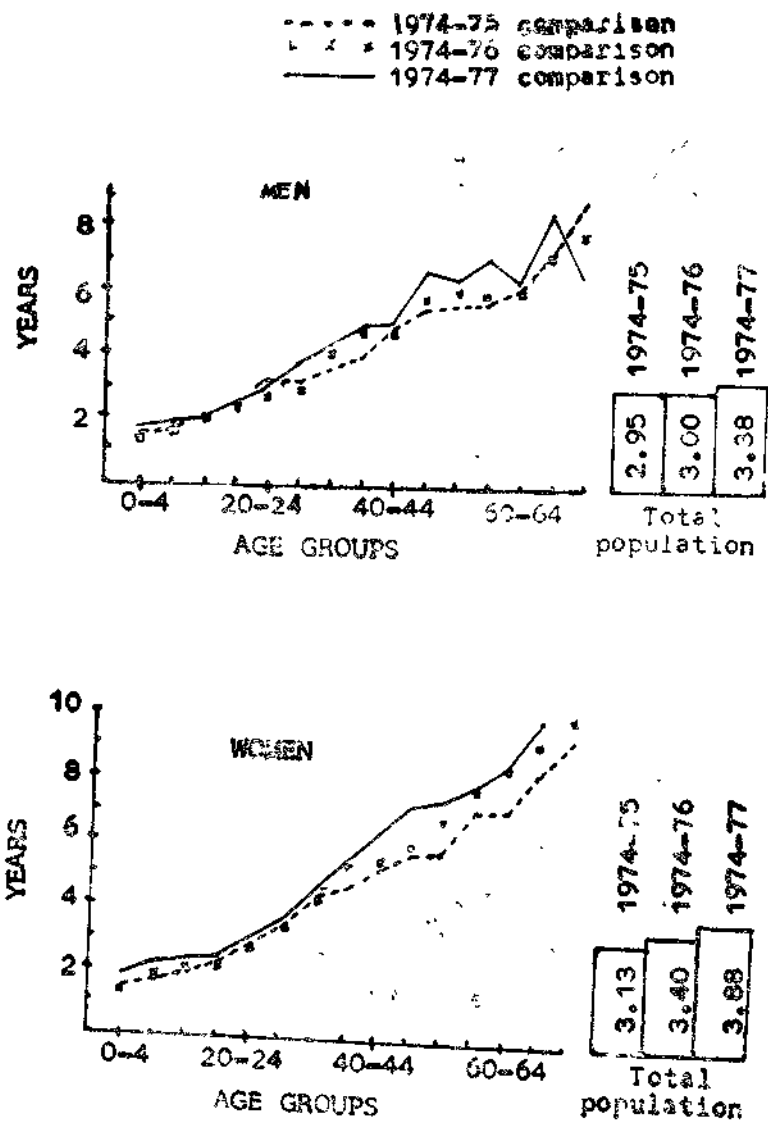 1974-75 comparison
1974-76 comparison
1974-77 comparison
MEN
YEARS
8
6
4
2
0-4 20-24 40-44 60-64
AGE GROUPS
1974-75 1974-76 1974-77
2.95 3.00 3.38
Total
population
WOMEN
YEARS
10
8
6
4
2
0-4 20-24 40-44 60-64
AGE GROUPS
1974-75 1974-76 1974-77
3.13 3.40 3.88
Total
population